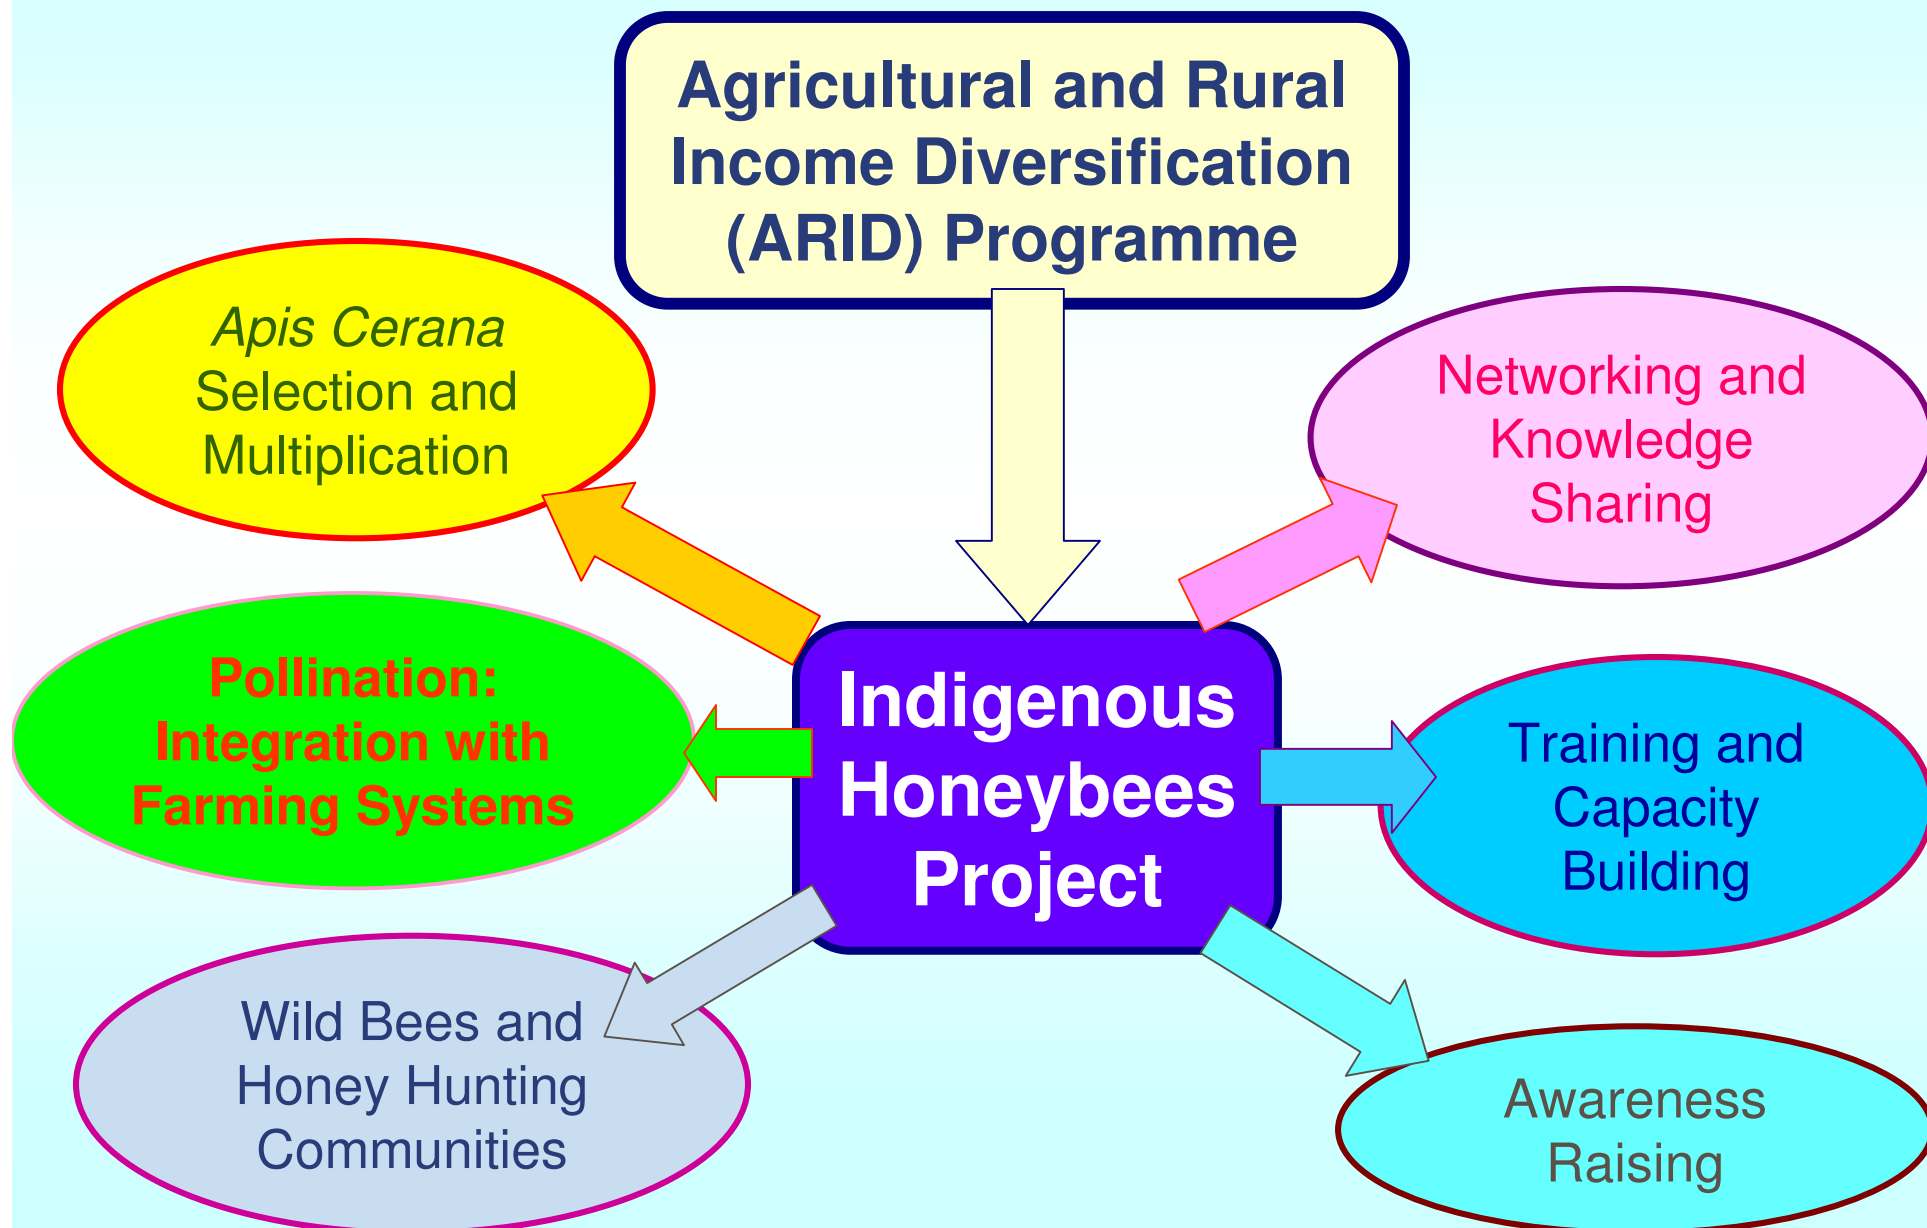 Agricultural and Rural
Income Diversification
(ARID) Programme
Apis Cerana
Selection and
Multiplication
Networking and
Knowledge
Sharing
Pollination:
Integration with
Farming Systems
Indigenous
Honeybees
Project
Training and
Capacity
Building
Wild Bees and
Honey Hunting
Communities
Awareness
Raising